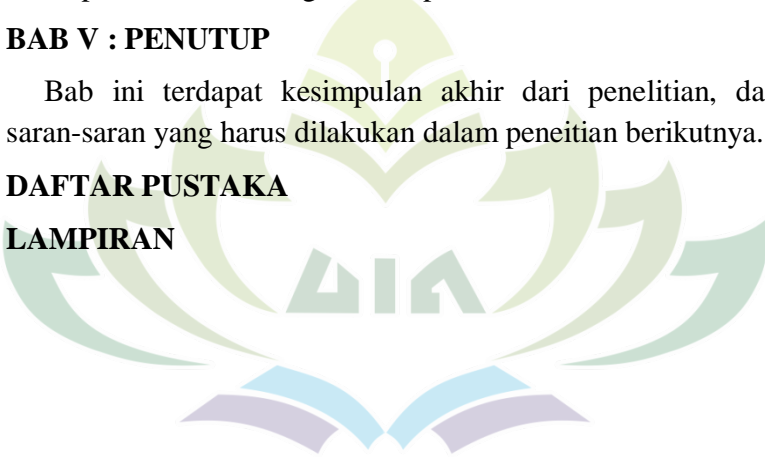 BAB V : PENUTUP
Bab ini terdapat kesimpulan akhir dari penelitian, da
saran-saran yang harus dilakukan dalam peneitian berikutnya.
DAFTAR PUSTAKA
LAMPIRAN
UIN